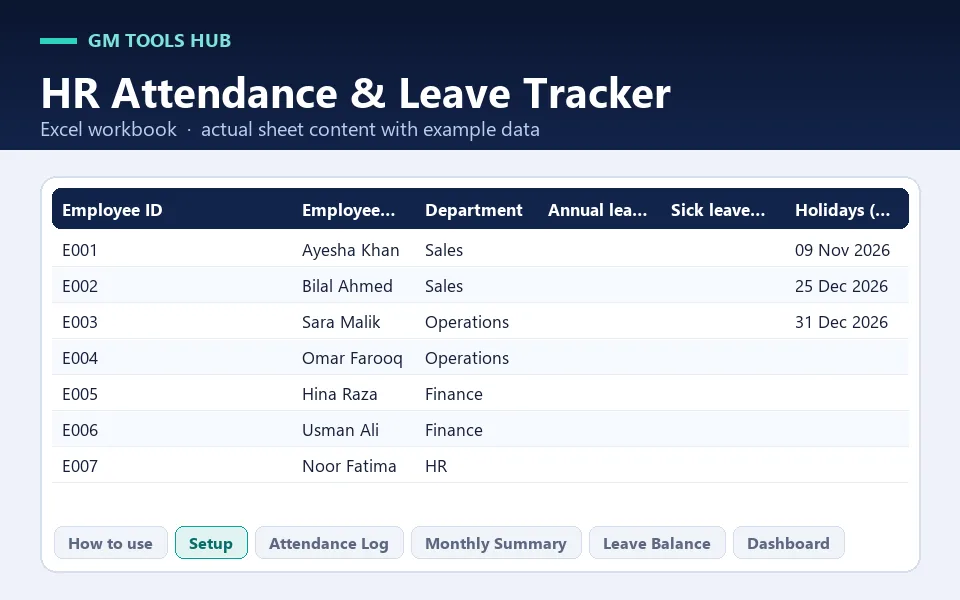 GM TOOLS HUB
HR Attendance & Leave Tracker
Excel workbook · actual sheet content with example data
Employee ID Employee... Department Annual lea... Sick leave... Holidays (...
E001 Ayesha Khan Sales 09 Nov 2026
E002 Bilal Ahmed Sales 25 Dec 2026
E003 Sara Malik Operations 31 Dec 2026
E004 Omar Farooq Operations
E005 Hina Raza Finance
E006 Usman Ali Finance
E007 Noor Fatima HR
How to use Setup Attendance Log Monthly Summary Leave Balance Dashboard